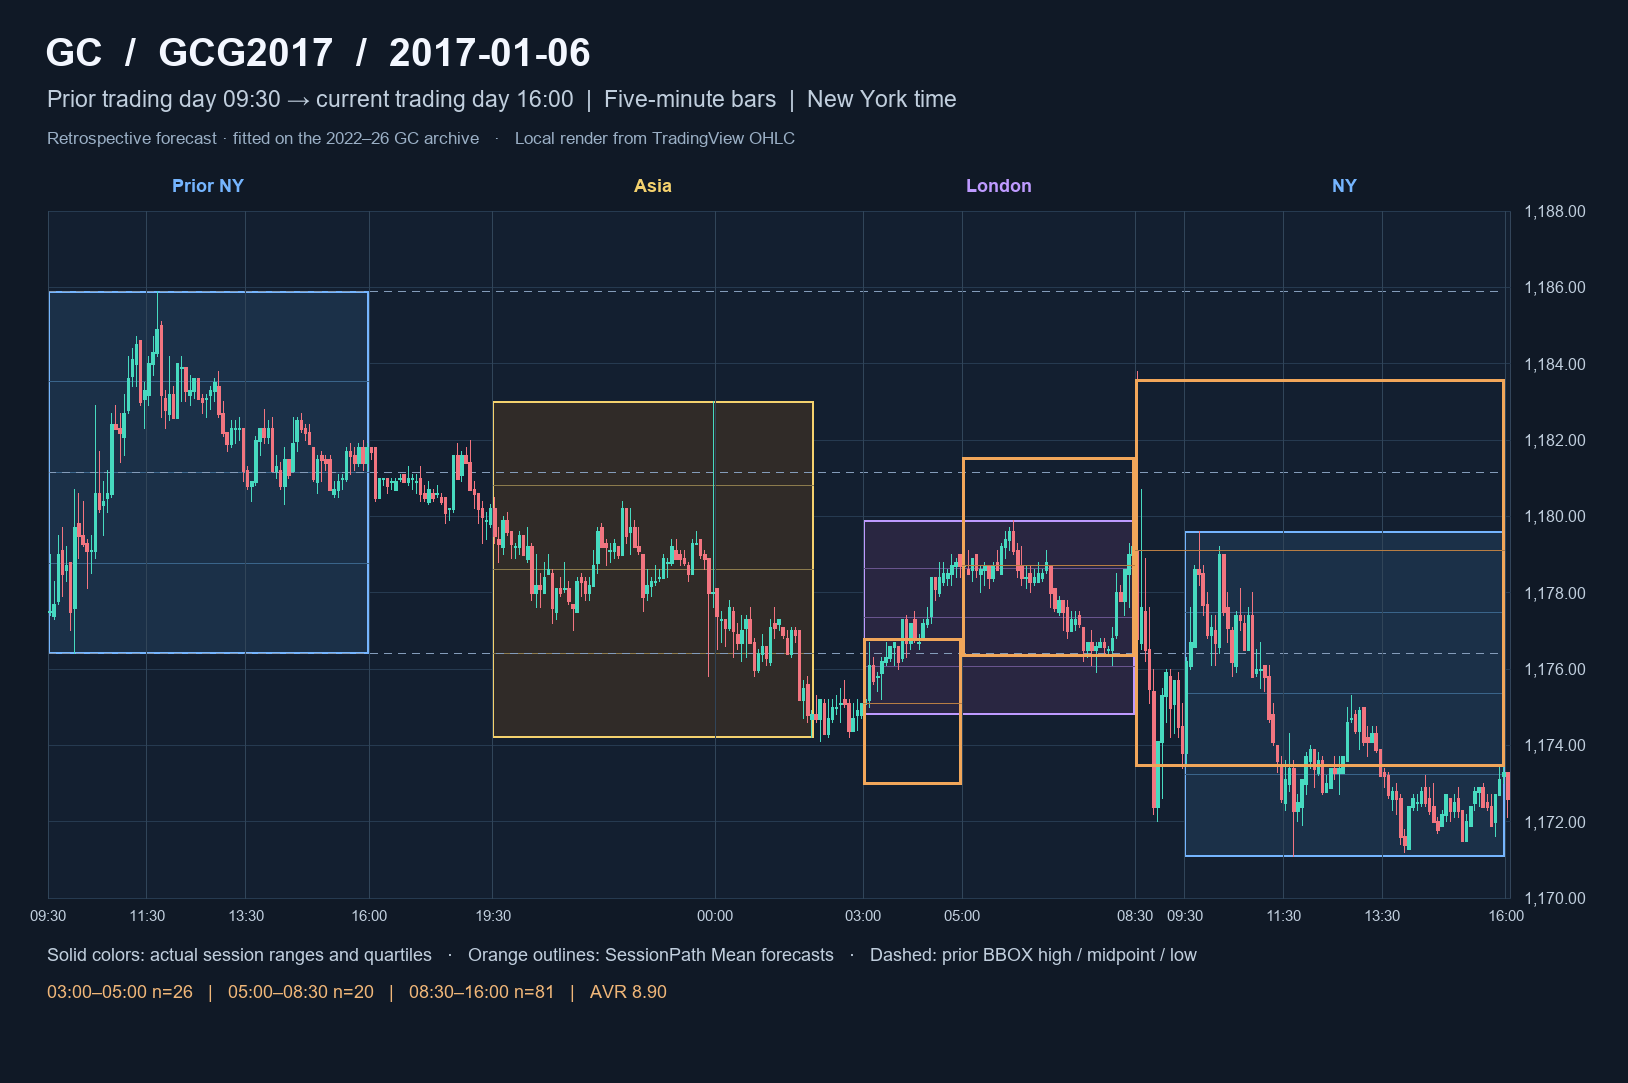 GC / GCG2017 / 2017-01-06
Prior trading day 09:30 → current trading day 16:00 | Five-minute bars | New York time
Retrospective forecast · fitted on the 2022–26 GC archive · Local render from TradingView OHLC
Prior NY Asia London NY
1,188.00
1,186.00
1,184.00
1,182.00
1,180.00
1,178.00
1,176.00
1,174.00
1,172.00
1,170.00
09:30 11:30 13:30 16:00 19:30 00:00 03:00 05:00 08:30 09:30 11:30 13:30 16:00
Solid colors: actual session ranges and quartiles · Orange outlines: SessionPath Mean forecasts · Dashed: prior BBOX high / midpoint / low
03:00–05:00 n=26 | 05:00–08:30 n=20 | 08:30–16:00 n=81 | AVR 8.90